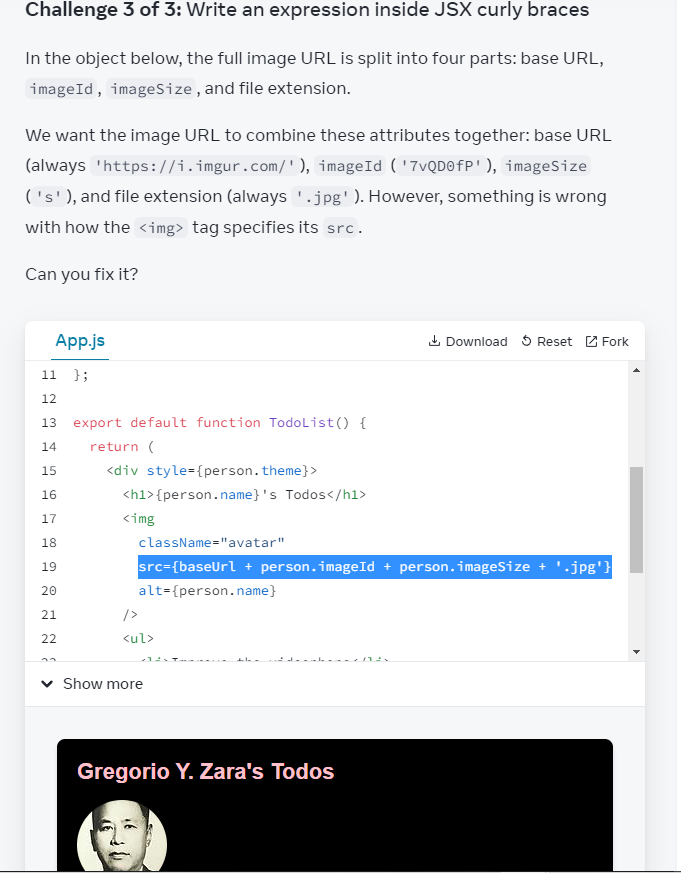 Challenge 3 of 3: Write an expression inside JSX curly braces
In the object below, the full image URL is split into four parts: base URL,
imageId, imageSize, and file extension.
We want the image URL to combine these attributes together: base URL
(always 'https://i.imgur.com/'), imageId ('7vQD0fP'), imageSize
('s'), and file extension (always '.jpg'). However, something is wrong
with how the <img> tag specifies its src.
Can you fix it?
App.js
Download
Reset
Fork
11 };
12
13 export default function TodoList() {
14 return (
15 <div style={person.theme}>
16 <h1>{person.name}'s Todos</h1>
17 <img
18 className="avatar"
19 src={baseUrl + person.imageId + person.imageSize + '.jpg'}
20 alt={person.name}
21 />
22 <ul>
Show more
Gregorio Y. Zara's Todos